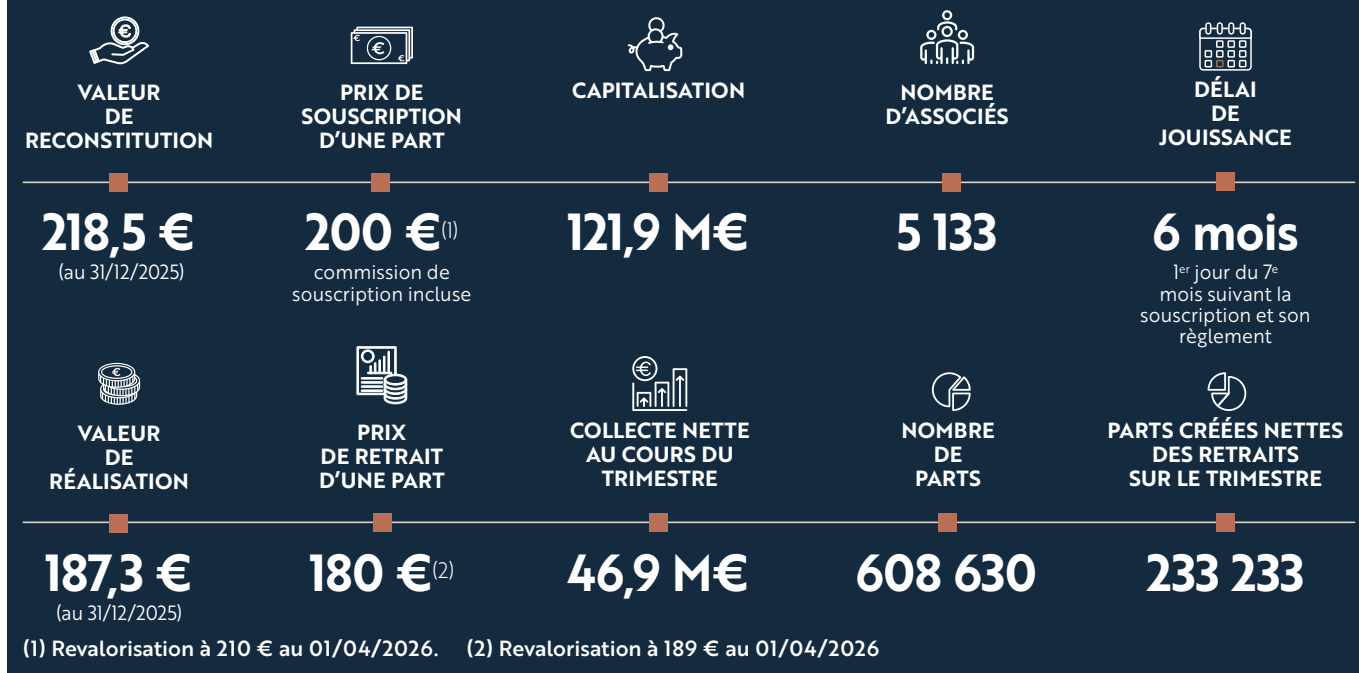 VALEUR
DE
RECONSTITUTION
218,5 €
(au 31/12/2025)
PRIX DE
SOUSCRIPTION
D'UNE PART
200 €(1)
commission de
souscription incluse
CAPITALISATION
121,9 M€
NOMBRE
D'ASSOCIÉS
5 133
DÉLAI
DE
JOUISSANCE
6 mois
1er jour du 7e
mois suivant la
souscription et son
règlement
VALEUR
DE
RÉALISATION
187,3 €
(au 31/12/2025)
PRIX
DE RETRAIT
D'UNE PART
180 €(2)
COLLECTE NETTE
AU COURS DU
TRIMESTRE
46,9 M€
NOMBRE
DE
PARTS
608 630
PARTS CRÉÉES NETTES
DES RETRAITS
SUR LE TRIMESTRE
233 233
(1) Revalorisation à 210 € au 01/04/2026. (2) Revalorisation à 189 € au 01/04/2026